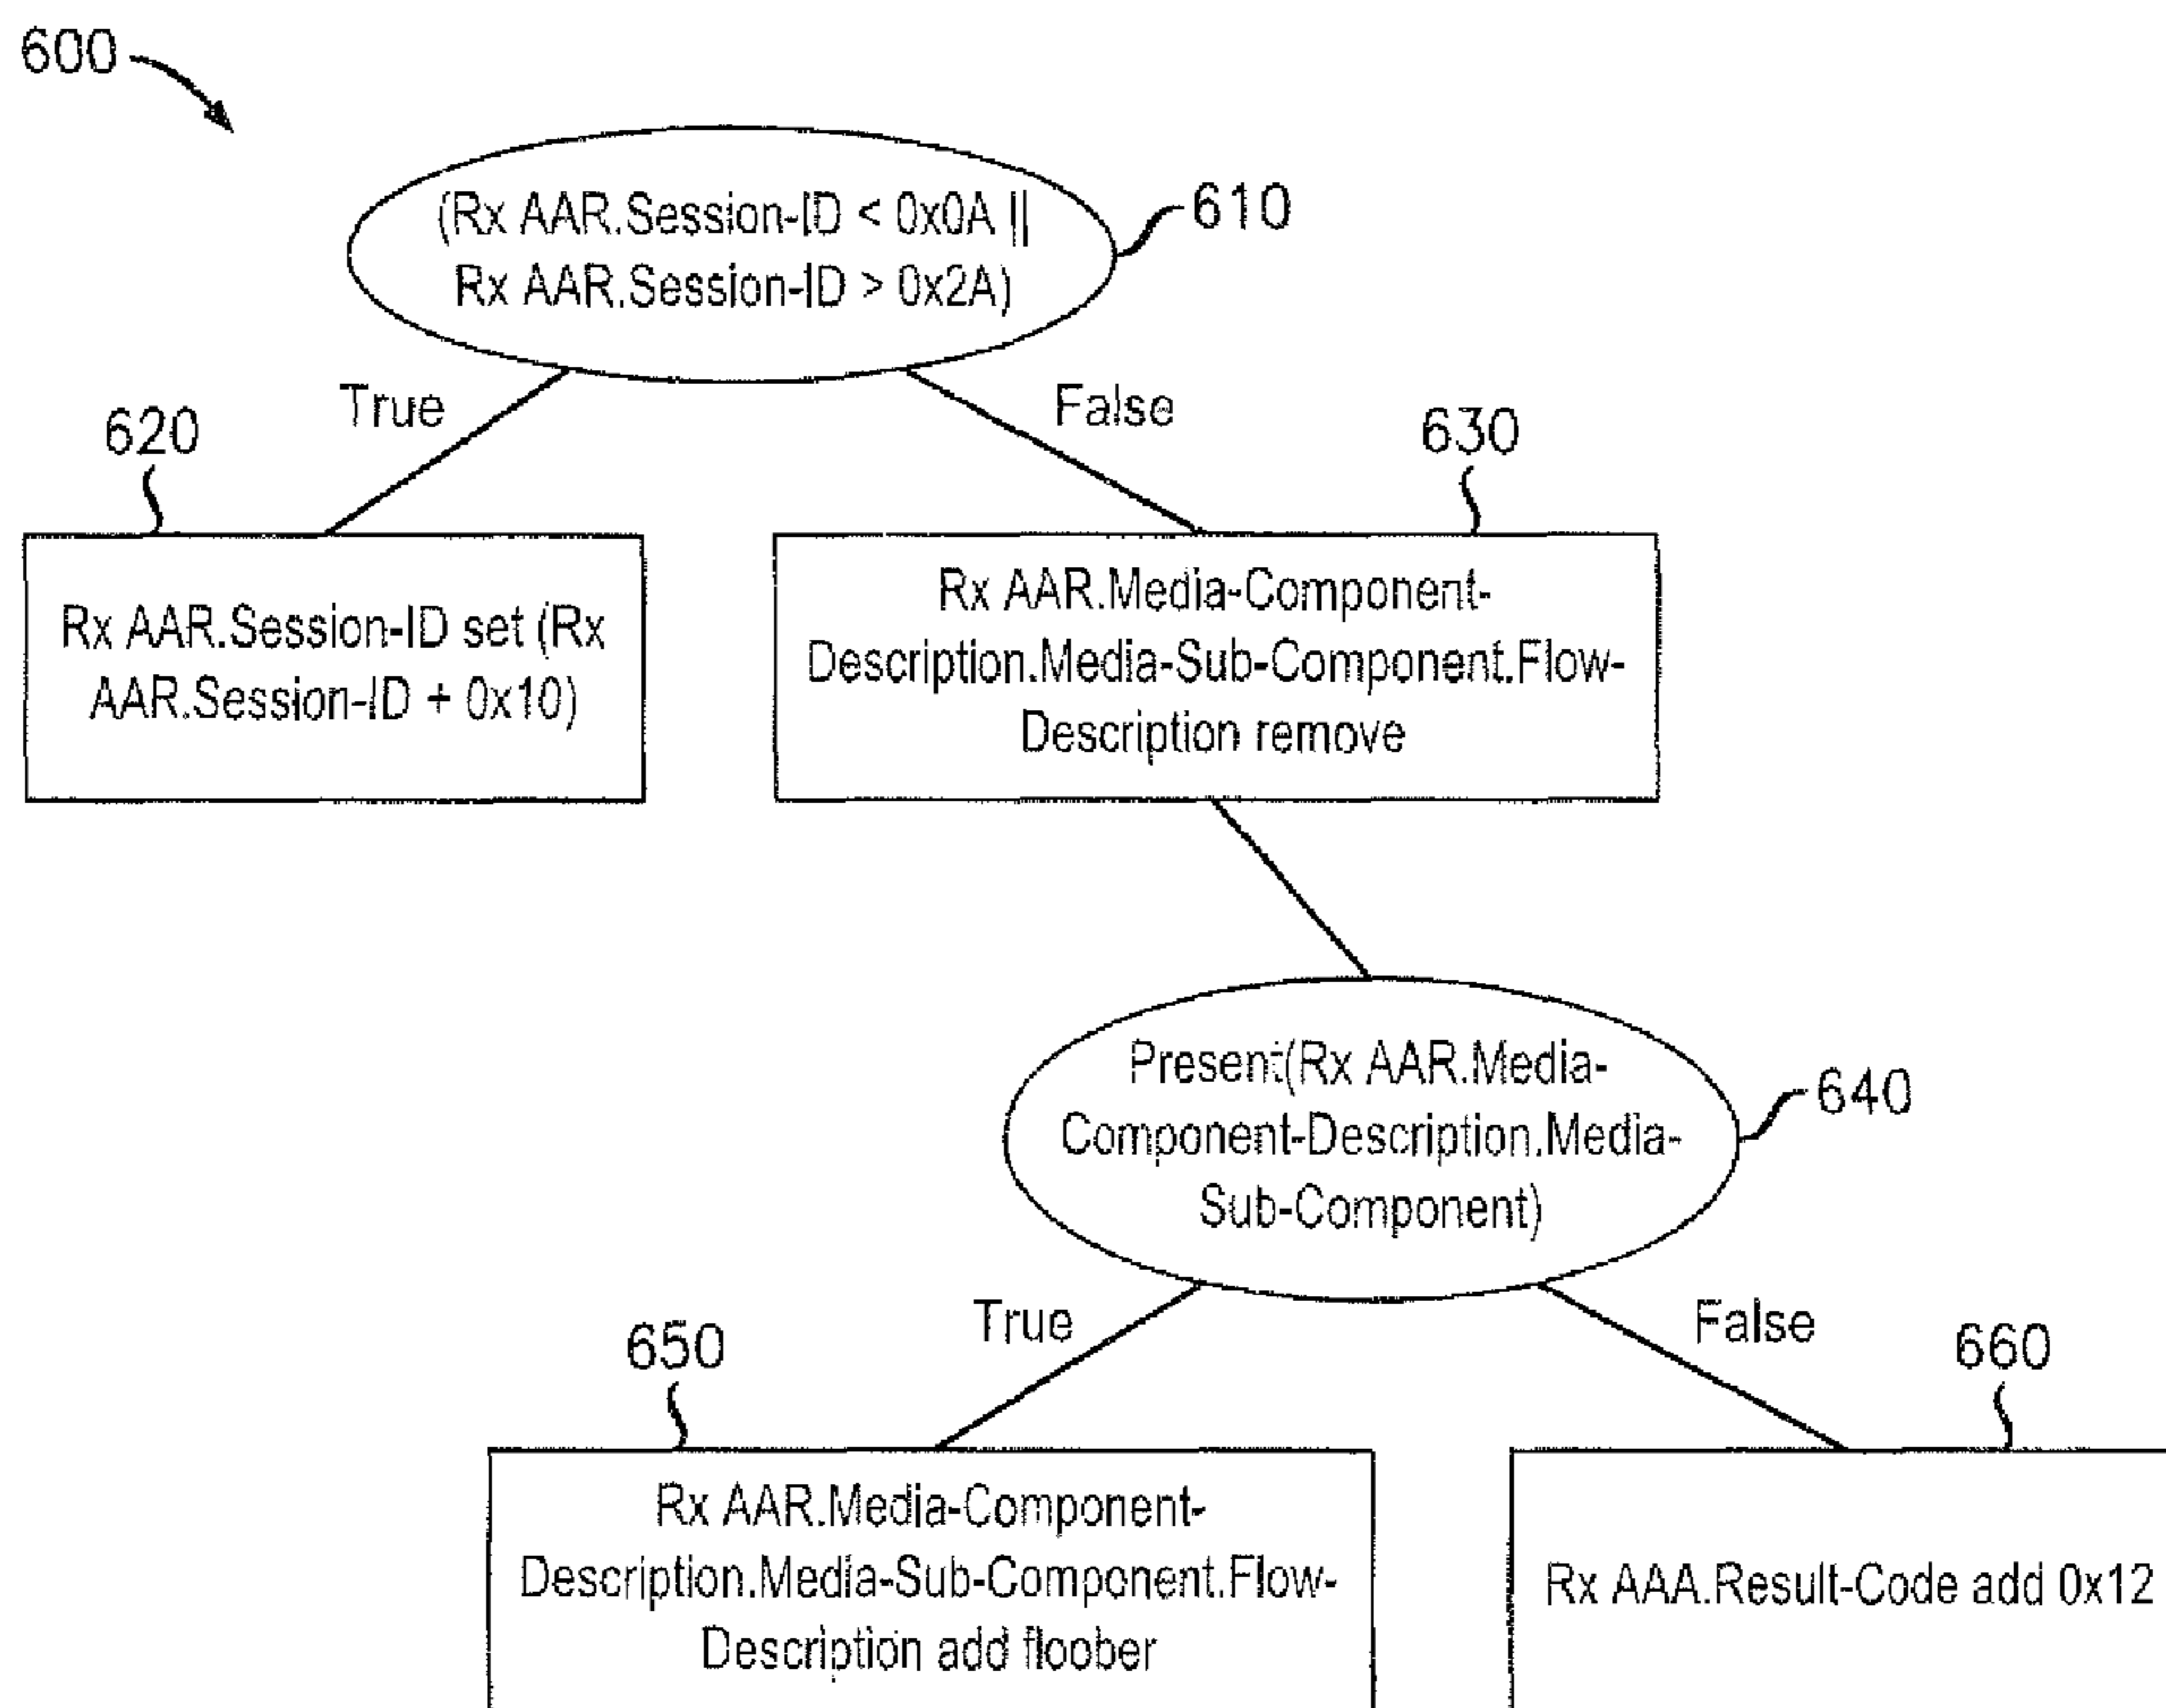 600
(Rx AAR.Session-ID < 0x0A ||
Rx AAR.Session-ID > 0x2A)
610
True
False
620
630
Rx AAR.Session-ID set (Rx
AAR.Session-ID + 0x10)
Rx AAR.Media-Component-
Description.Media-Sub-Component.Flow-
Description remove
Present(Rx AAR.Media-
Component-Description.Media-
Sub-Component)
640
True
False
650
660
Rx AAR.Media-Component-
Description.Media-Sub-Component.Flow-
Description add floober
Rx AAA.Result-Code add 0x12